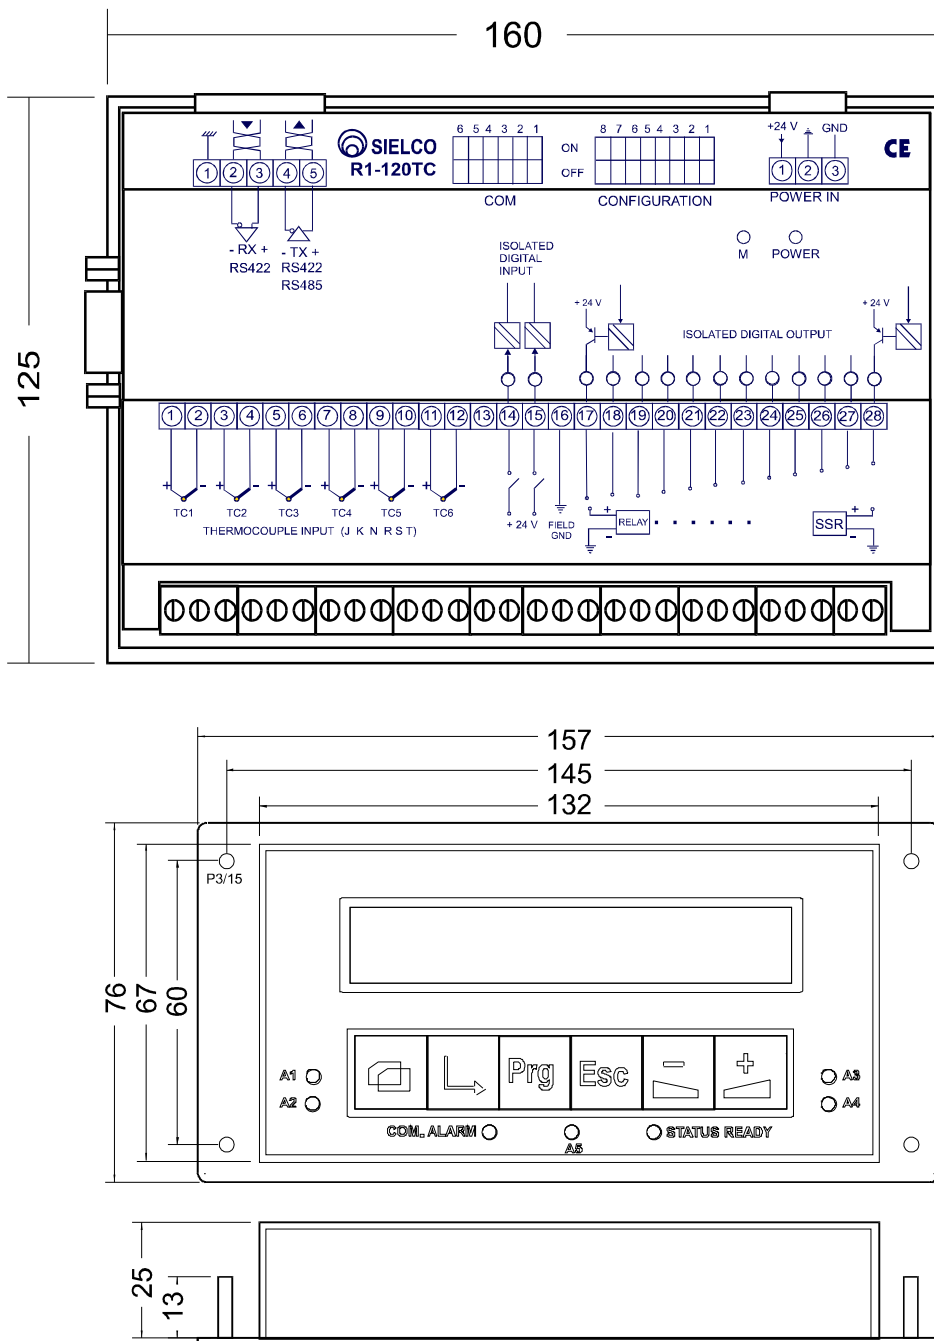 160
125
1 2 3 4 5
SIELCO
R1-120TC
6 5 4 3 2 1
ON
OFF
8 7 6 5 4 3 2 1
COM
CONFIGURATION
+24 V
GND
1 2 3
POWER IN
CE
- RX +
RS422
- TX +
RS422
RS485
ISOLATED
DIGITAL
INPUT
M
POWER
+ 24 V
ISOLATED DIGITAL OUTPUT
+ 24 V
1 2 3 4 5 6 7 8 9 10 11 12 13 14 15 16 17 18 19 20 21 22 23 24 25 26 27 28
+ - + - + - + - + - + -
TC1 TC2 TC3 TC4 TC5 TC6
THERMOCOUPLE INPUT (J K N R S T)
+ 24 V
FIELD
GND
+
RELAY
-
SSR
+
-
157
145
132
P3/15
76
67
60
Prg
Esc
-
+
A1
A2
A3
A4
COM. ALARM
A5
STATUS READY
25
13